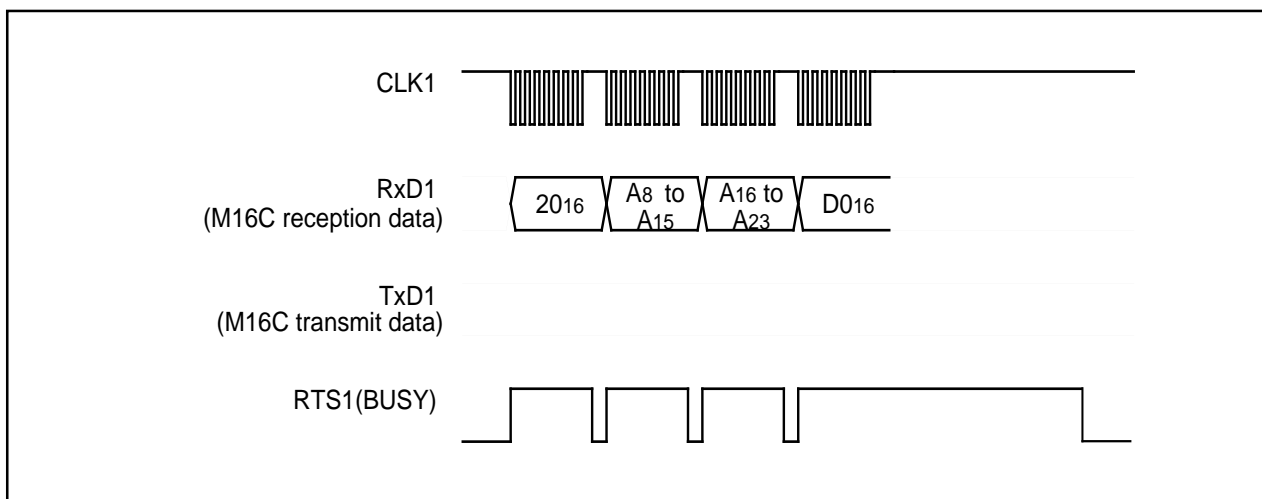 CLK1
RxD1
(M16C reception data)
2016
A8 to
A15
A16 to
A23
D016
TxD1
(M16C transmit data)
RTS1(BUSY)